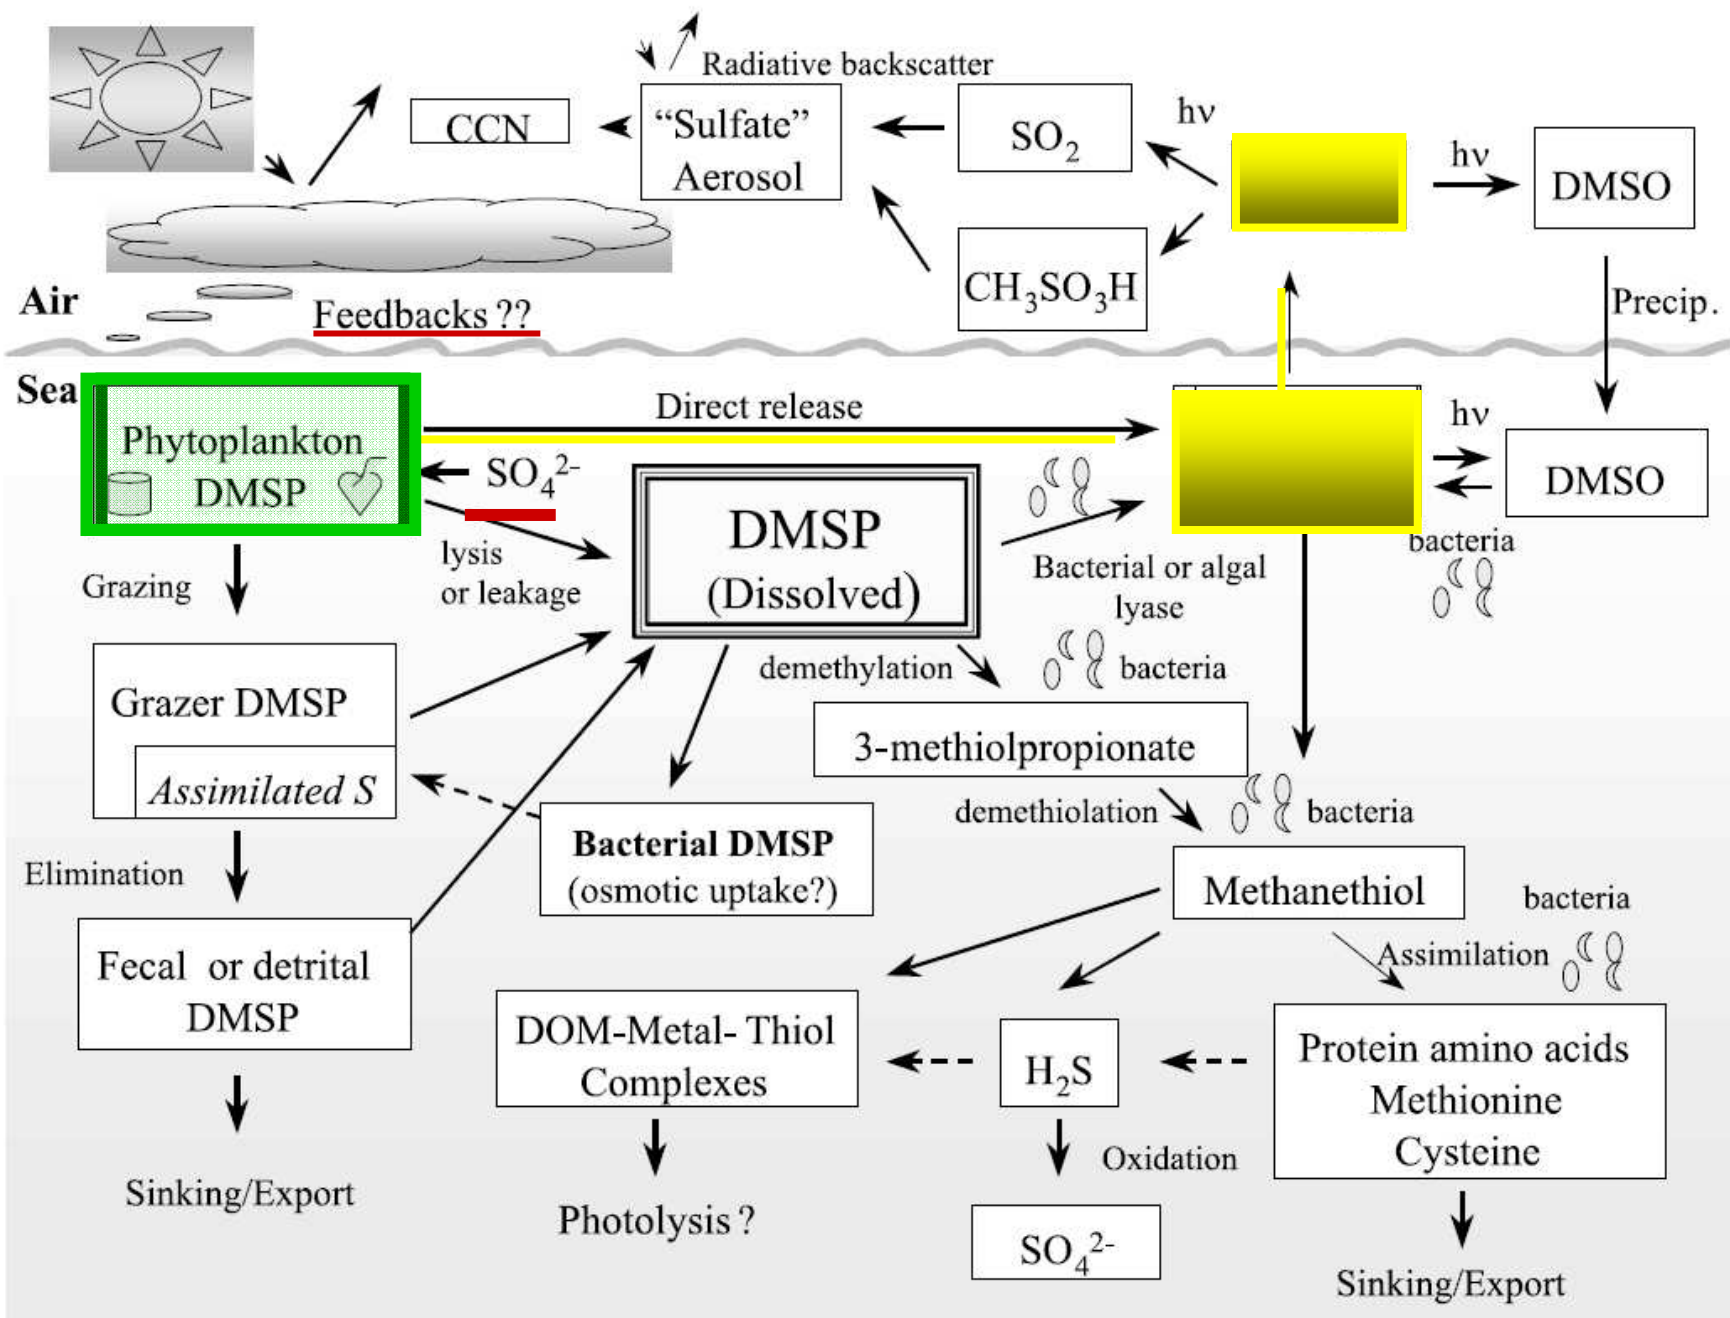 Radiative backscatter
CCN
“Sulfate”
Aerosol
SO₂
hν
hν
DMSO
CH₃SO₃H
Air
Feedbacks ??
Precip.
Sea
Direct release
hν
Phytoplankton
DMSP
SO₄²⁻
DMSP
(Dissolved)
DMSO
lysis
or leakage
Bacterial or algal
lyase
bacteria
Grazing
demethylation
bacteria
Grazer DMSP
Assimilated S
3-methiolpropionate
demethiolation
bacteria
Elimination
Bacterial DMSP
(osmotic uptake?)
Methanethiol
bacteria
Assimilation
Fecal or detrital
DMSP
DOM-Metal- Thiol
Complexes
H₂S
Protein amino acids
Methionine
Cysteine
Oxidation
Sinking/Export
Photolysis ?
SO₄²⁻
Sinking/Export